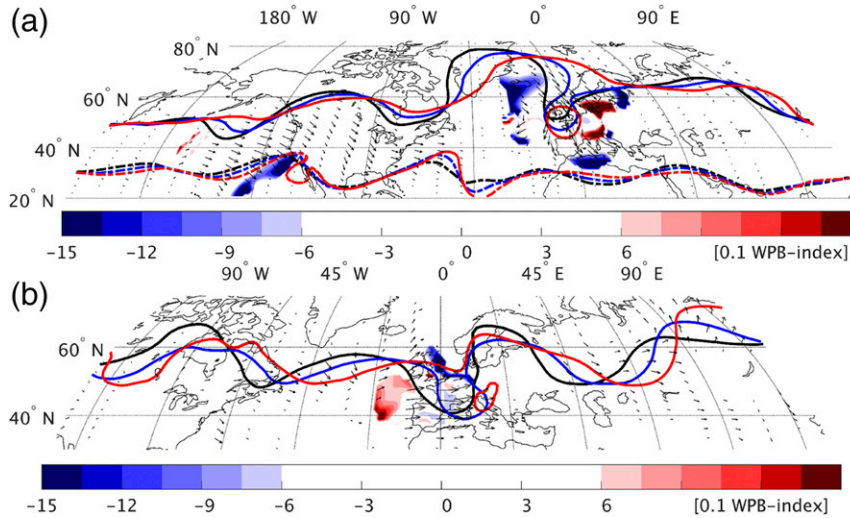 (a)
180° W 90° W 0° 90° E
80° N
60° N
40° N
20° N
-15 -12 -9 -6 -3 0 3 6 [0.1 WPB-index]
(b)
90° W 45° W 0° 45° E 90° E
60° N
40° N
-15 -12 -9 -6 -3 0 3 6 [0.1 WPB-index]